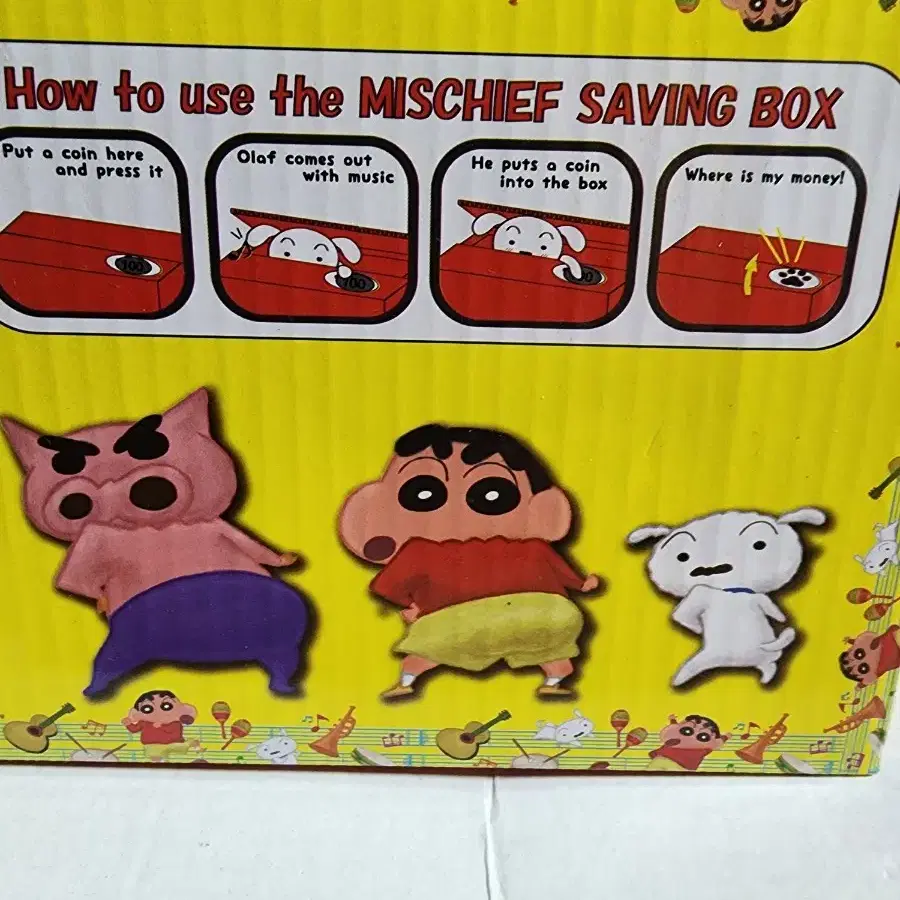 How to use the MISCHIEF SAVING BOX
Put a coin here
and press it
100
Olaf comes out
with music
100
He puts a coin
into the box
Where is my money!